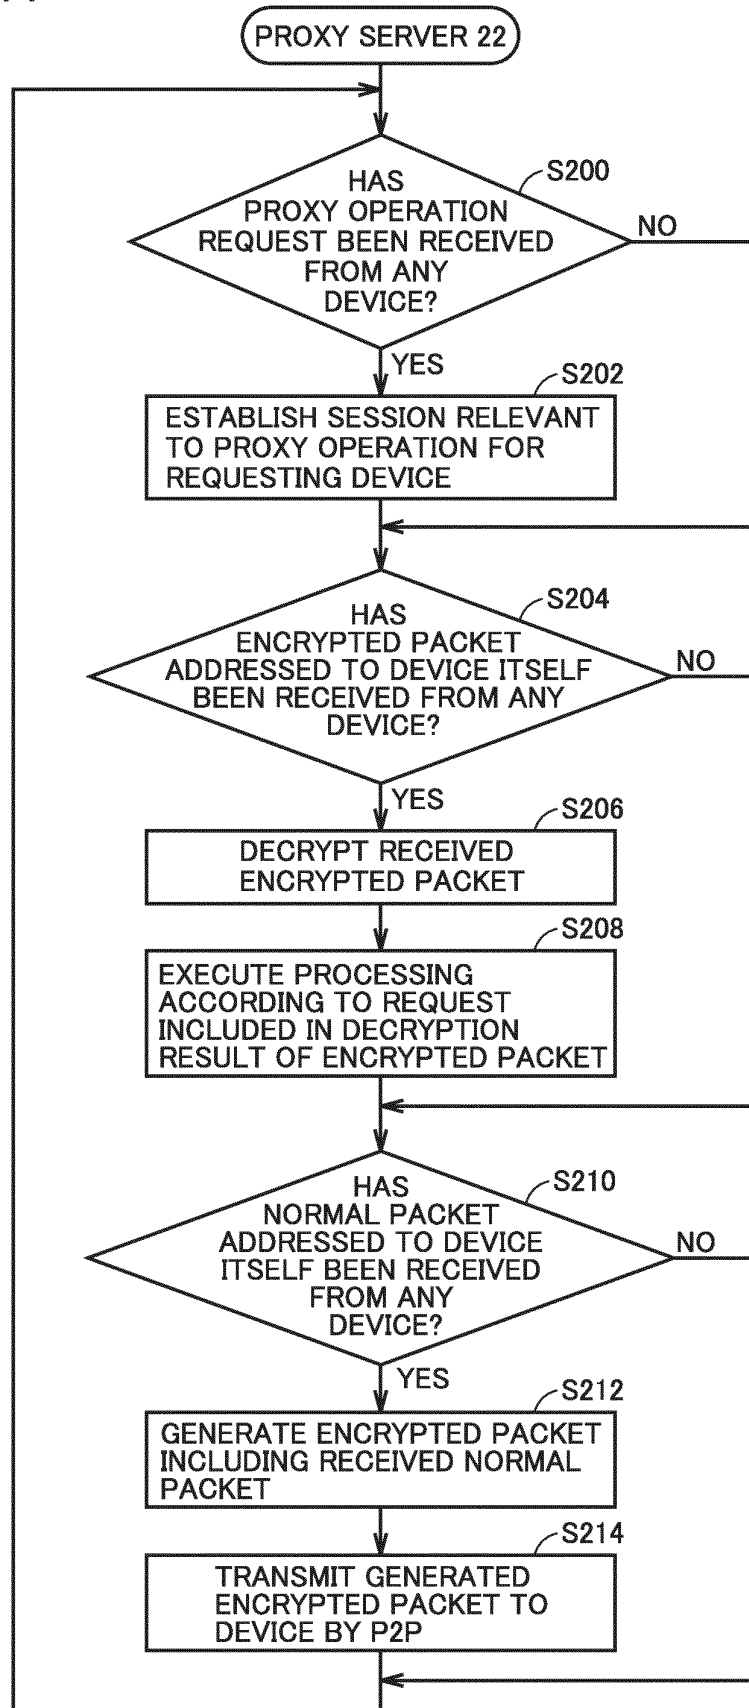 PROXY SERVER 22
S200
HAS
PROXY OPERATION
REQUEST BEEN RECEIVED
FROM ANY
DEVICE?
NO
YES
S202
ESTABLISH SESSION RELEVANT
TO PROXY OPERATION FOR
REQUESTING DEVICE
S204
HAS
ENCRYPTED PACKET
ADDRESSED TO DEVICE ITSELF
BEEN RECEIVED FROM ANY
DEVICE?
NO
YES
S206
DECRYPT RECEIVED
ENCRYPTED PACKET
S208
EXECUTE PROCESSING
ACCORDING TO REQUEST
INCLUDED IN DECRYPTION
RESULT OF ENCRYPTED PACKET
S210
HAS
NORMAL PACKET
ADDRESSED TO DEVICE
ITSELF BEEN RECEIVED
FROM ANY
DEVICE?
NO
YES
S212
GENERATE ENCRYPTED PACKET
INCLUDING RECEIVED NORMAL
PACKET
S214
TRANSMIT GENERATED
ENCRYPTED PACKET TO
DEVICE BY P2P